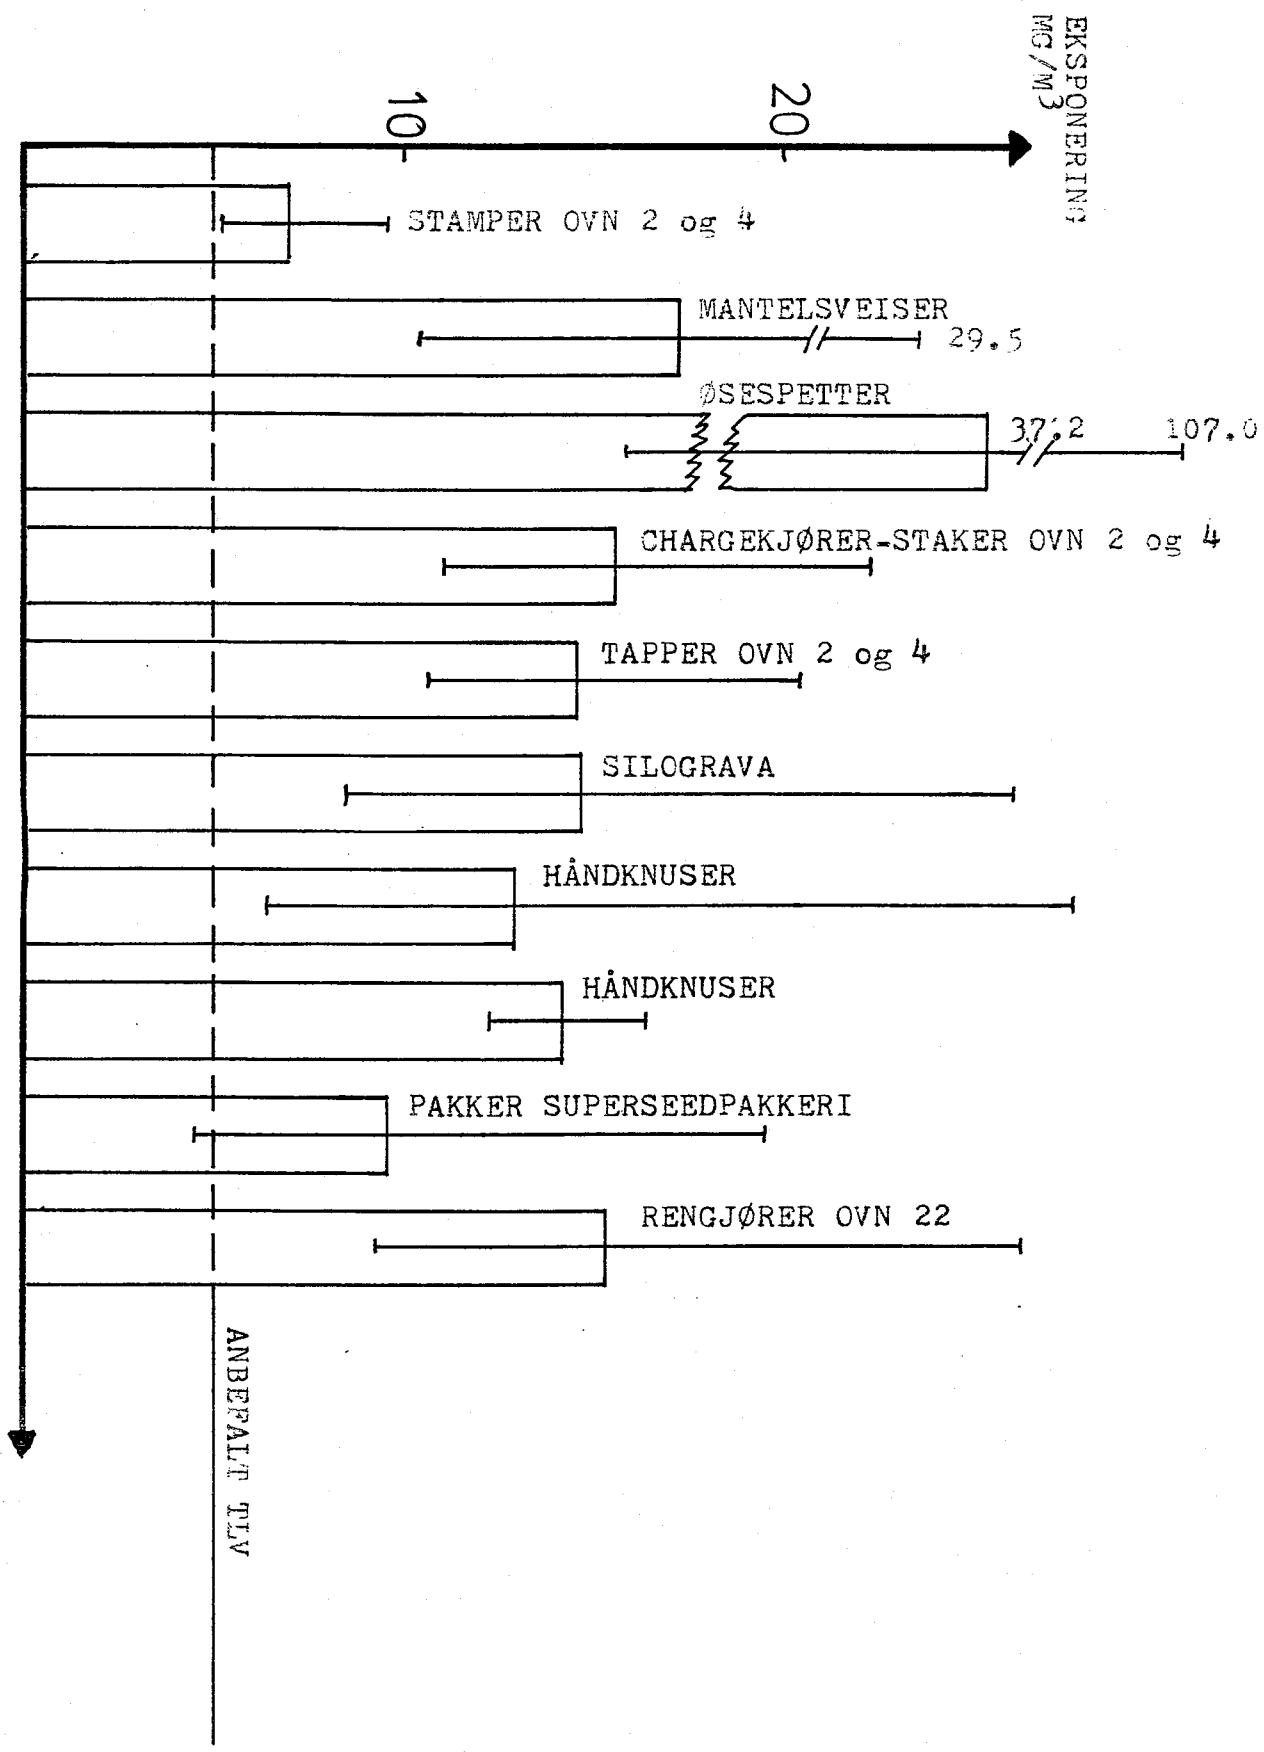 EKSPONERING
MG/M3
10
20
STAMPER OVN 2 og 4
MANTELSVEISER
29.5
ØSESPETTER
37.2
107.0
CHARGEKJØRER-STAKER OVN 2 og 4
TAPPER OVN 2 og 4
SILOGRAVA
HÅNDKNUSER
HÅNDKNUSER
PAKKER SUPERSEEDPAKKERI
RENGJØRER OVN 22
ANBEFALT TLV